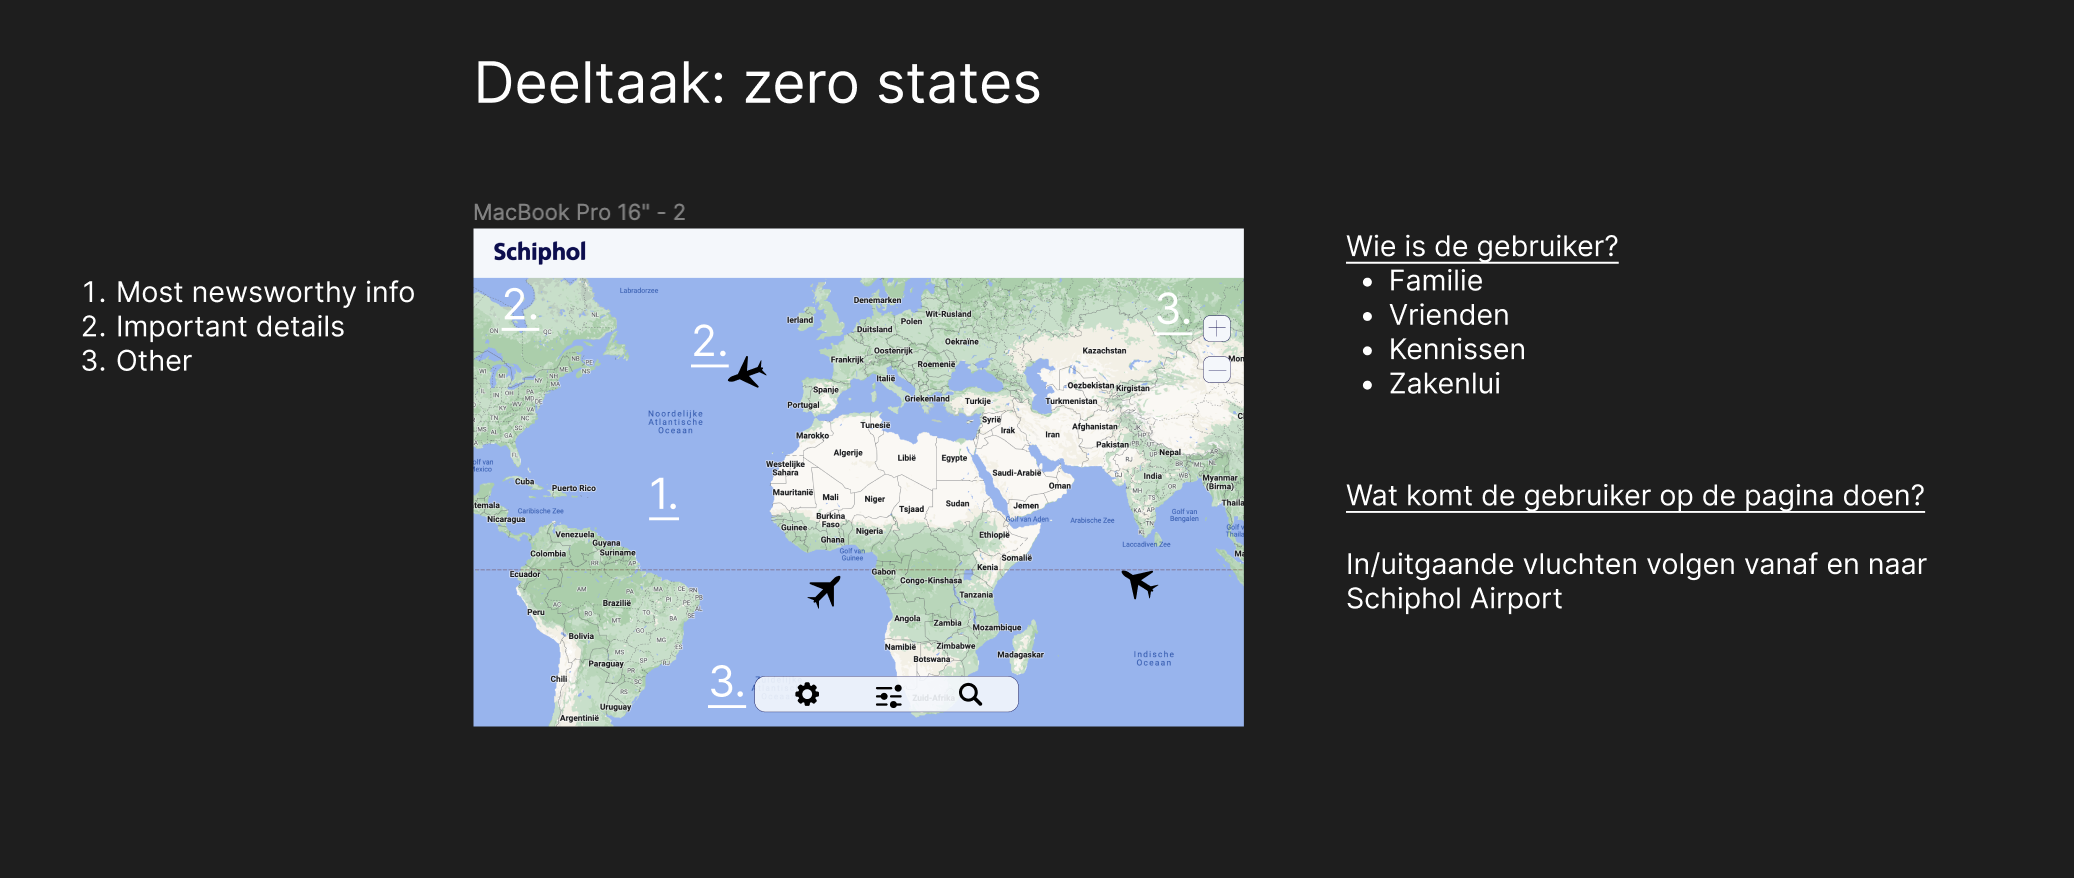 Deeltaak: zero states
MacBook Pro 16" - 2
1. Most newsworthy info
2. Important details
3. Other
Schiphol
2.
Labradorzee
2.
3.
Denemarken
Ierland
Polen
Wit-Rusland
Duitsland
Oekraïne
Oostenrijk
Frankrijk
Roemenië
Kazachstan
Italië
Spanje
Oezbekistan
Kirgistan
Portugal
Griekenland
Turkije
Turkmenistan
Noordelijke
Atlantische
Oceaan
Tunesië
Syrië
Marokko
Irak
Iran
Afghanistan
Pakistan
Algerije
Libië
Egypte
Nepal
Westelijke
Sahara
Saudi-Arabië
India
Oman
Myanmar
(Birma)
Cuba
Puerto Rico
1.
Mauritanië
Mali
Niger
Sudan
Tsjaad
Jemen
Caribische Zee
Nicaragua
Burkina
Faso
Guinee
Nigeria
Ghana
Golf van Aden
Arabische Zee
Golf van
Bengalen
Venezuela
Guyana
Suriname
Colombia
Ethiopië
Somalië
Laccadiven Zee
Golf van
Guinee
Ecuador
Gabon
Kenia
Congo-Kinshasa
Tanzania
Peru
Brazilië
Angola
Zambia
Mozambique
Bolivia
Namibië
Zimbabwe
Botswana
Madagaskar
Indische
Oceaan
Paraguay
Chili
3.
Zuid-Afrika
Uruguay
Argentinië
Wie is de gebruiker?
• Familie
• Vrienden
• Kennissen
• Zakenlui
Wat komt de gebruiker op de pagina doen?
In/uitgaande vluchten volgen vanaf en naar
Schiphol Airport